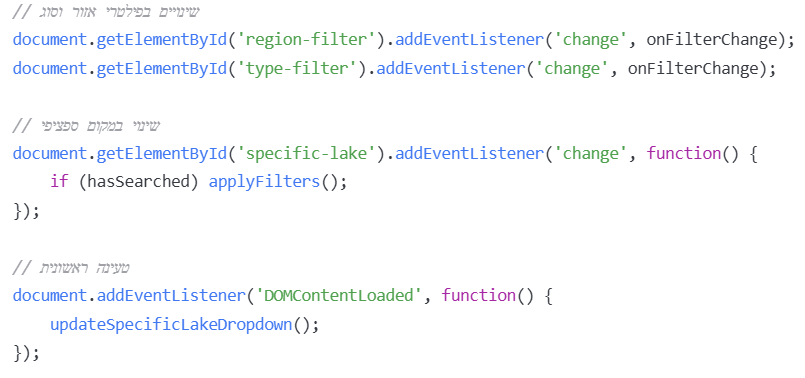 // שינויים בפילטרי אזור וסוג
document.getElementById('region-filter').addEventListener('change', onFilterChange);
document.getElementById('type-filter').addEventListener('change', onFilterChange);
// שינוי במקום ספציפי
document.getElementById('specific-lake').addEventListener('change', function() {
if (hasSearched) applyFilters();
});
// טעינה ראשונית
document.addEventListener('DOMContentLoaded', function() {
updateSpecificLakeDropdown();
});